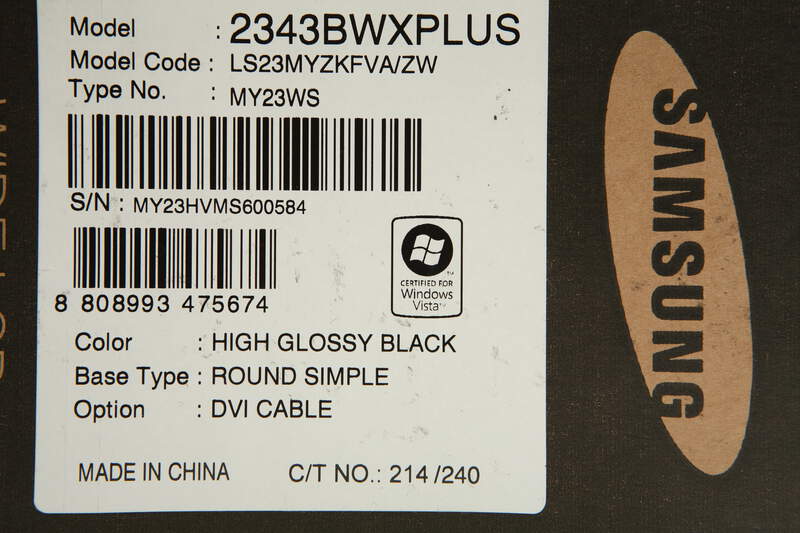 Model : 2343BWXPLUS
Model Code : LS23MYZKFVA/ZW
Type No. : MY23WS
S/N : MY23HVMS600584
CERTIFIED FOR
Windows
Vista™
8 808993 475674
Color : HIGH GLOSSY BLACK
Base Type : ROUND SIMPLE
Option : DVI CABLE
MADE IN CHINA C/T NO.: 214 /240
SAMSUNG